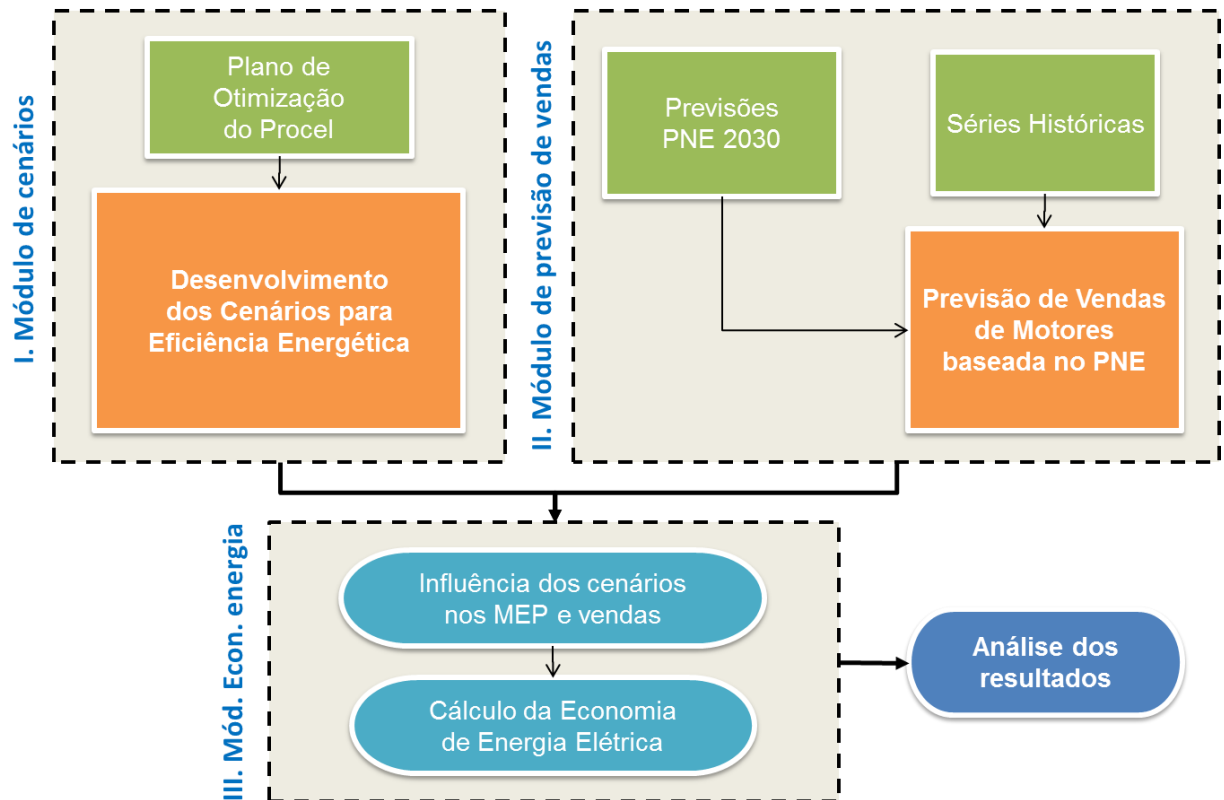 I. Módulo de cenários
Plano de
Otimização
do Procel
Desenvolvimento
dos Cenários para
Eficiência Energética
II. Módulo de previsão de vendas
Previsões
PNE 2030
Séries Históricas
Previsão de Vendas
de Motores
baseada no PNE
III. Mód. Econ. energia
Influência dos cenários
nos MEP e vendas
Cálculo da Economia
de Energia Elétrica
Análise dos
resultados